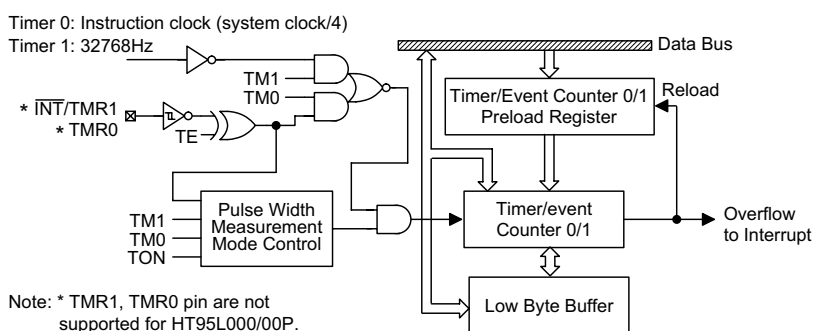 Timer 0: Instruction clock (system clock/4)
Timer 1: 32768Hz
Data Bus
TM1
TM0
* INT/TMR1
* TMR0
TE
Timer/Event Counter 0/1
Preload Register
Reload
TM1
TM0
TON
Pulse Width
Measurement
Mode Control
Timer/event
Counter 0/1
Overflow
to Interrupt
Low Byte Buffer
Note: * TMR1, TMR0 pin are not
supported for HT95L000/00P.